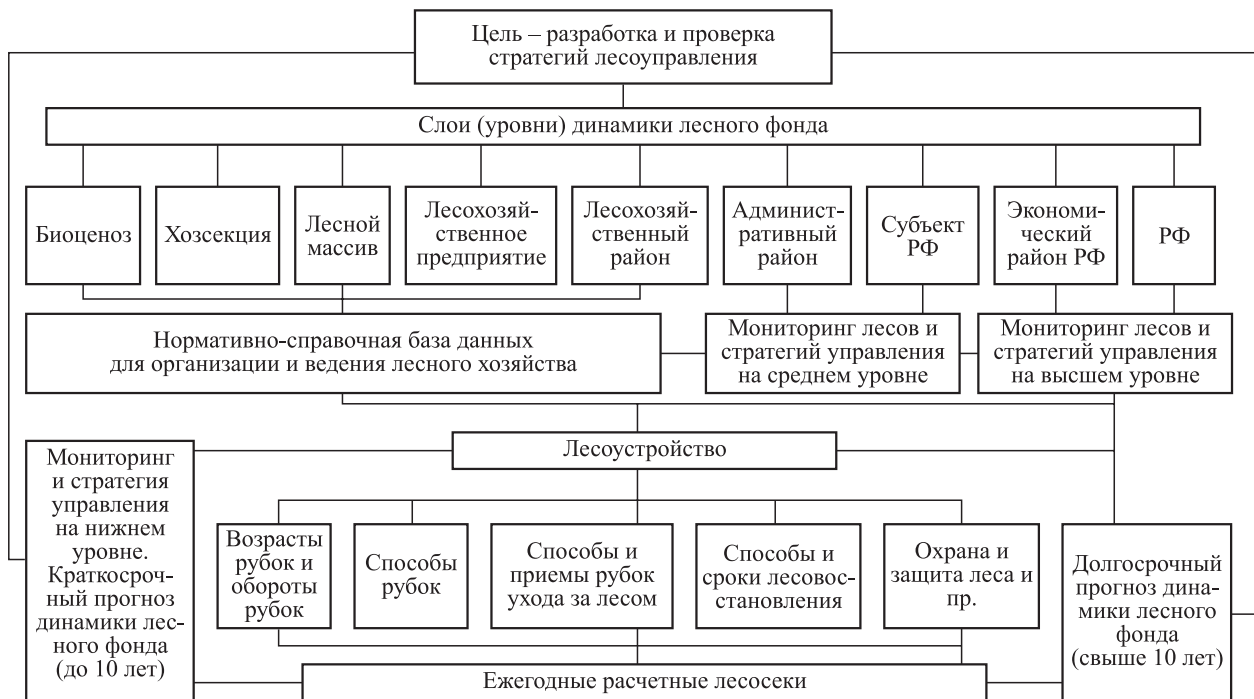 Цель – разработка и проверка
стратегий лесоуправления
Слои (уровни) динамики лесного фонда
Биоценоз
Хозсекция
Лесной
массив
Лесохозяй-
ственное
предприятие
Лесохозяй-
ственный
район
Админист-
ративный
район
Субъект
РФ
Экономи-
ческий
район РФ
РФ
Нормативно-справочная база данных
для организации и ведения лесного хозяйства
Мониторинг лесов и
стратегий управления
на среднем уровне
Мониторинг лесов и
стратегий управления
на высшем уровне
Лесоустройство
Мониторинг
и стратегия
управления
на нижнем
уровне.
Краткосроч-
ный прогноз
динамики лес-
ного фонда
(до 10 лет)
Возрасты
рубок и
обороты
рубок
Способы
рубок
Способы и
приемы рубок
ухода за лесом
Способы и
сроки лесовос-
становления
Охрана и
защита леса и
пр.
Долгосрочный
прогноз дина-
мики лесного
фонда
(свыше 10 лет)
Ежегодные расчетные лесосеки